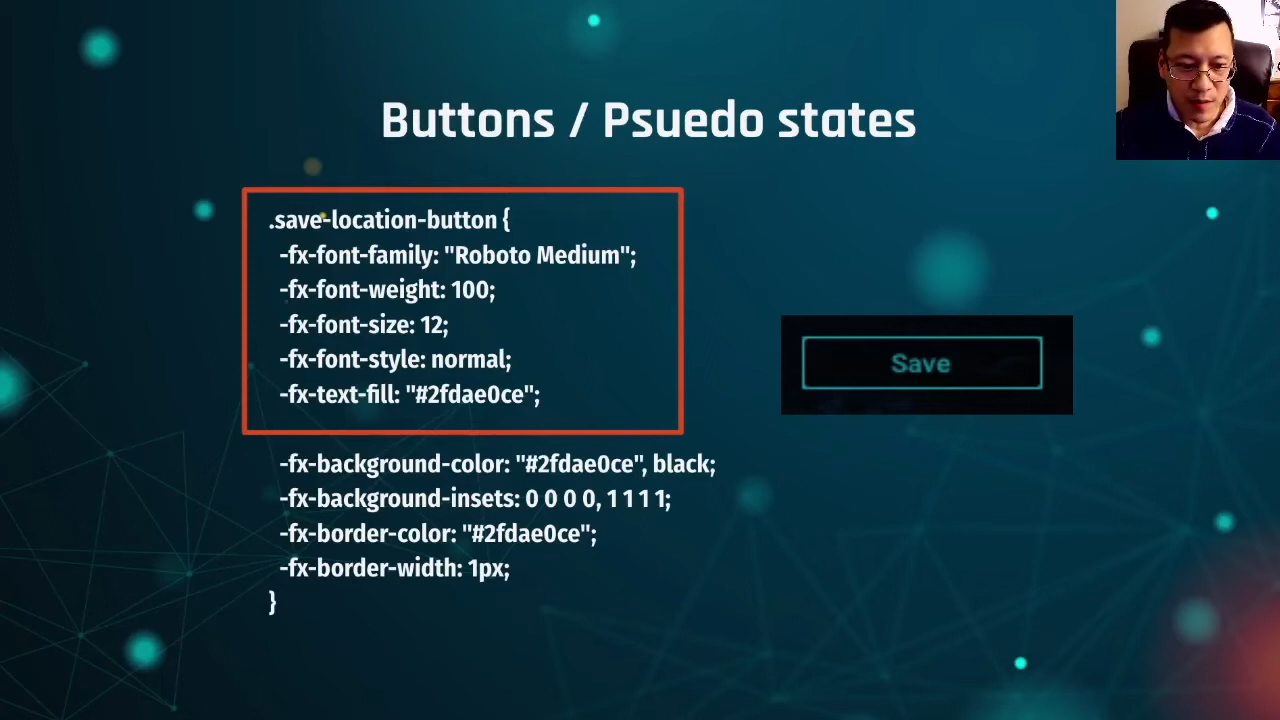 Buttons / Psuedo states
.save-location-button {
-fx-font-family: "Roboto Medium";
-fx-font-weight: 100;
-fx-font-size: 12;
-fx-font-style: normal;
-fx-text-fill: "#2fdae0ce";
Save
-fx-background-color: "#2fdae0ce", black;
-fx-background-insets: 0 0 0 0, 1 1 1 1;
-fx-border-color: "#2fdae0ce";
-fx-border-width: 1px;
}